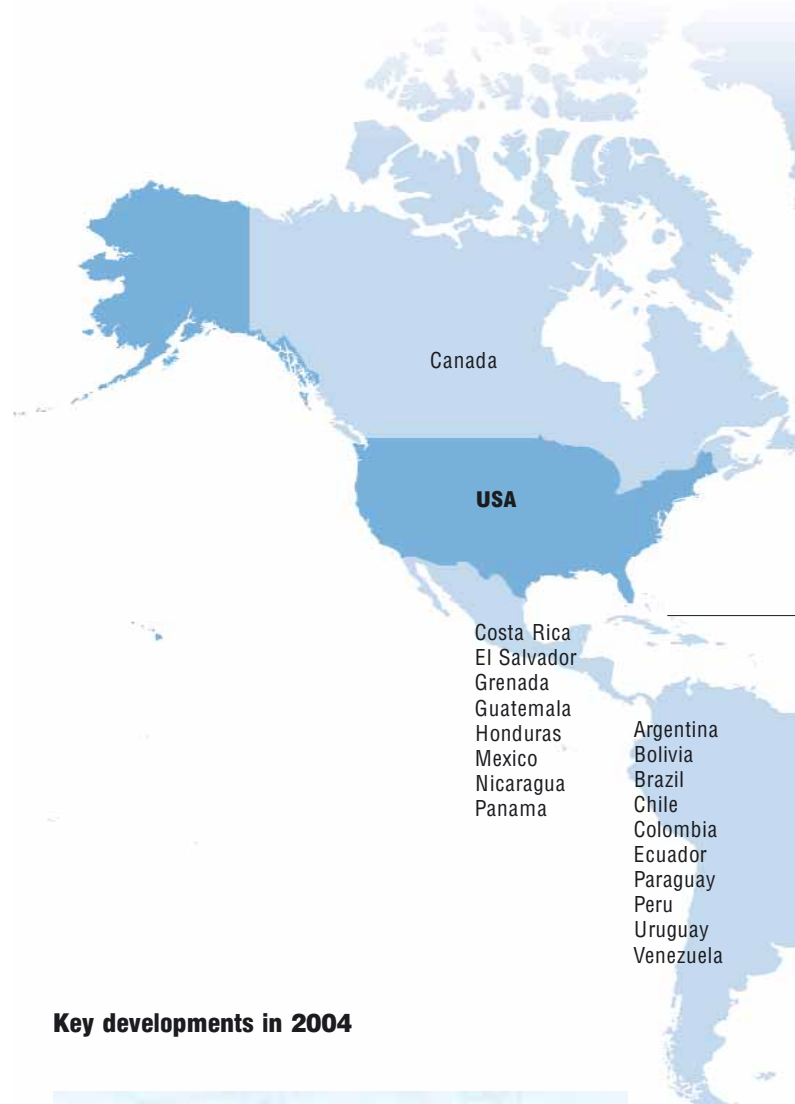 Canada
USA
Costa Rica
El Salvador
Grenada
Guatemala
Honduras
Mexico
Nicaragua
Panama
Argentina
Bolivia
Brazil
Chile
Colombia
Ecuador
Paraguay
Peru
Uruguay
Venezuela
Key developments in 2004